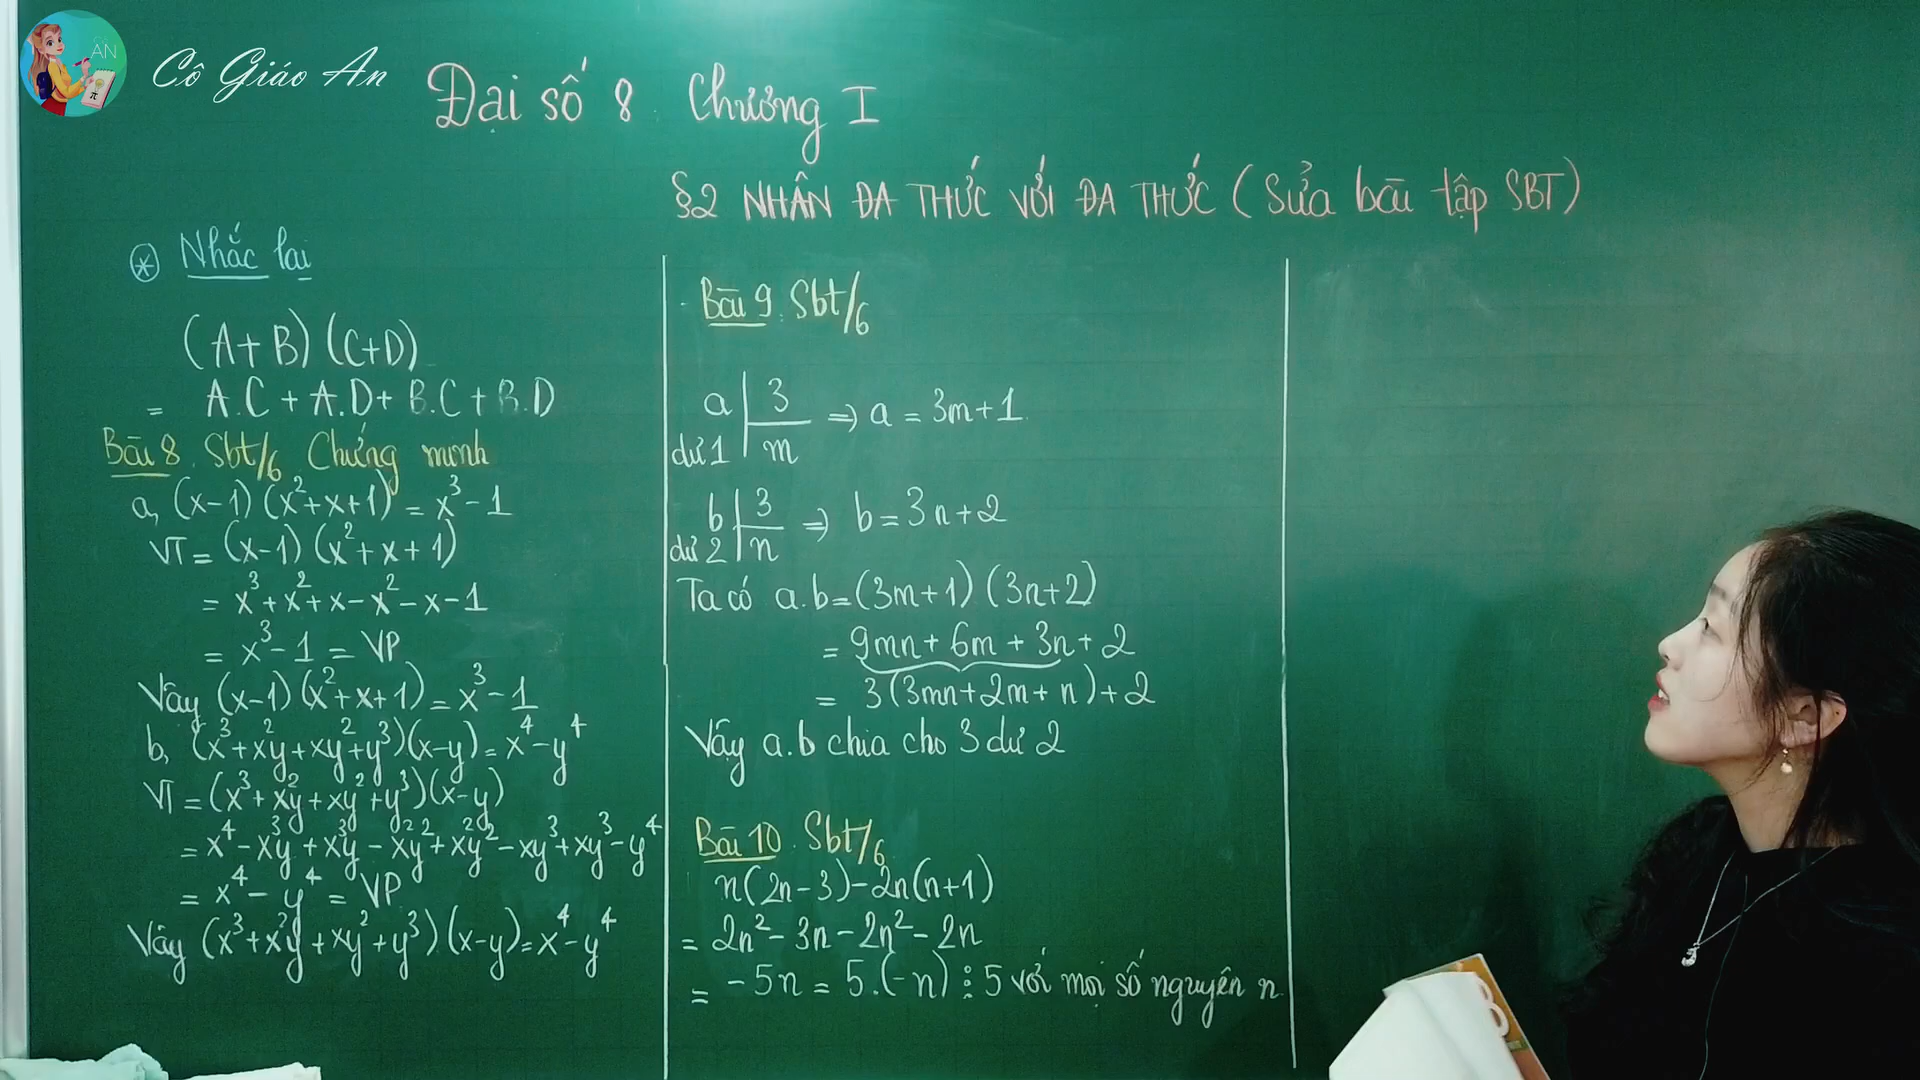 AN
Cô Giáo An
Đại số 8. Chương I
§2 NHÂN ĐA THỨC VỚI ĐA THỨC (Sửa bài tập SBT)
* Nhắc lại
(A+B)(C+D)
= A.C + A.D + B.C + B.D
Bài 8. Sbt/6. Chứng minh
a, (x-1)(x²+x+1) = x³-1
VT = (x-1)(x²+x+1)
= x³+x²+x-x²-x-1
= x³-1 = VP
Vậy (x-1)(x²+x+1) = x³-1
b, (x³+x²y+xy²+y³)(x-y) = x⁴-y⁴
VT = (x³+x²y+xy²+y³)(x-y)
= x⁴-x³y+x³y-x²y²+x²y²-xy³+xy³-y⁴
= x⁴-y⁴ = VP
Vậy (x³+x²y+xy²+y³)(x-y) = x⁴-y⁴
Bài 9. Sbt/6
a | 3 ⇒ a = 3m+1
dư 1 | m
b | 3 ⇒ b = 3n+2
dư 2 | n
Ta có a.b = (3m+1)(3n+2)
= 9mn + 6m + 3n + 2
= 3(3mn+2m+n)+2
Vậy a.b chia cho 3 dư 2
Bài 10. Sbt/6
n(2n-3)-2n(n+1)
= 2n²-3n-2n²-2n
= -5n = 5.(-n) ⋮ 5 với mọi số nguyên n.